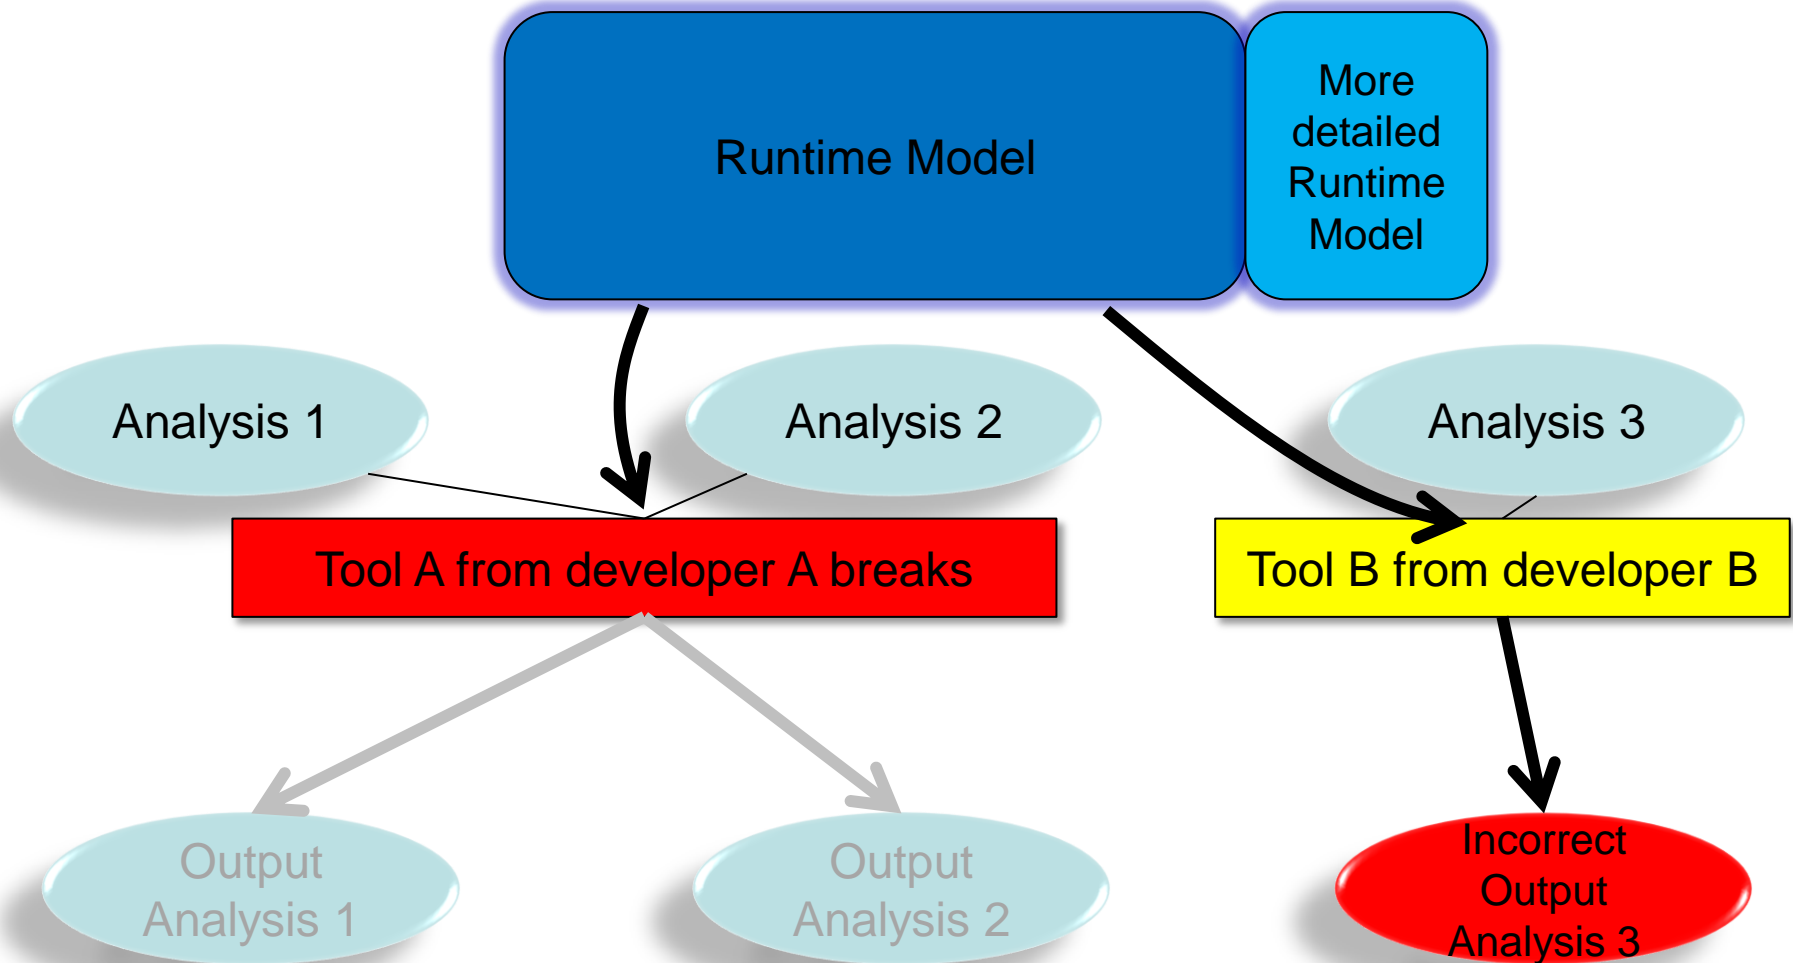 Runtime Model
More
detailed
Runtime
Model
Analysis 1
Analysis 2
Analysis 3
Tool A from developer A breaks
Tool B from developer B
Output
Analysis 1
Output
Analysis 2
Incorrect
Output
Analysis 3